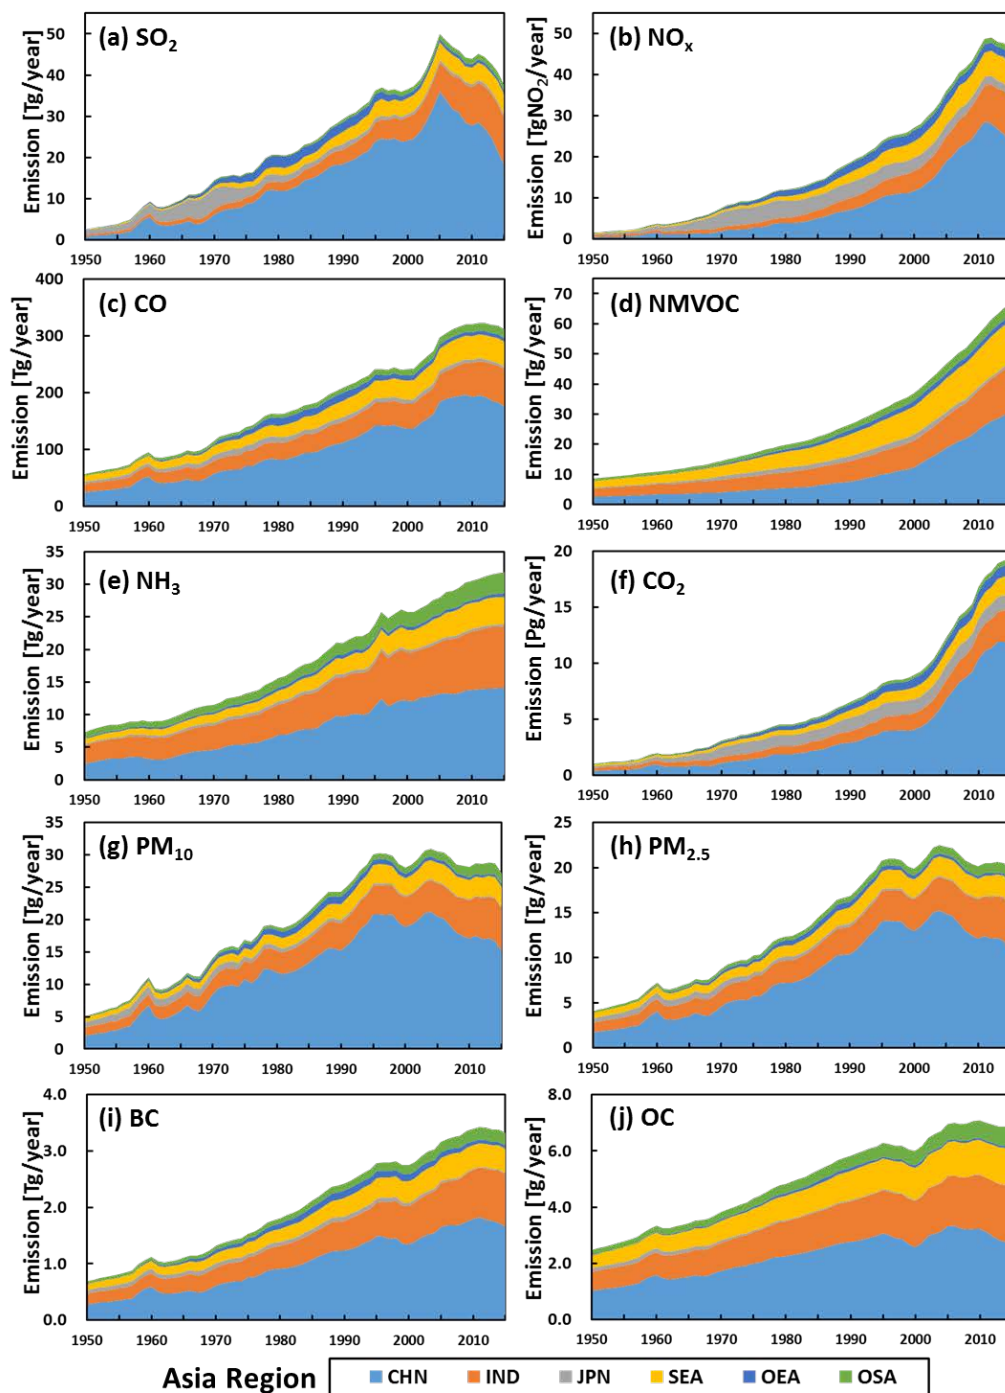 (a) SO₂
Emission [Tg/year]
50
40
30
20
10
0
1950 1960 1970 1980 1990 2000 2010
(b) NOₓ
Emission [TgNO₂/year]
50
40
30
20
10
0
1950 1960 1970 1980 1990 2000 2010
(c) CO
Emission [Tg/year]
400
300
200
100
0
1950 1960 1970 1980 1990 2000 2010
(d) NMVOC
Emission [Tg/year]
70
60
50
40
30
20
10
0
1950 1960 1970 1980 1990 2000 2010
(e) NH₃
Emission [Tg/year]
35
30
25
20
15
10
5
0
1950 1960 1970 1980 1990 2000 2010
(f) CO₂
Emission [Pg/year]
20
15
10
5
0
1950 1960 1970 1980 1990 2000 2010
(g) PM₁₀
Emission [Tg/year]
35
30
25
20
15
10
5
0
1950 1960 1970 1980 1990 2000 2010
(h) PM₂.₅
Emission [Tg/year]
25
20
15
10
5
0
1950 1960 1970 1980 1990 2000 2010
(i) BC
Emission [Tg/year]
4.0
3.0
2.0
1.0
0.0
1950 1960 1970 1980 1990 2000 2010
(j) OC
Emission [Tg/year]
8.0
6.0
4.0
2.0
0.0
1950 1960 1970 1980 1990 2000 2010
Asia Region CHN IND JPN SEA OEA OSA